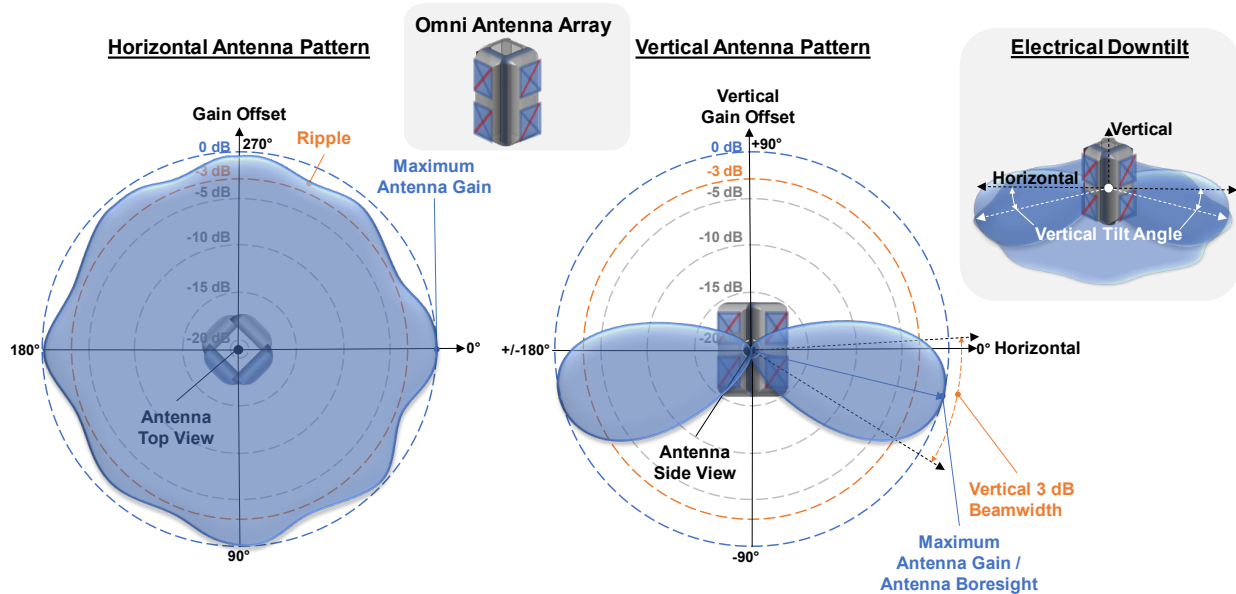 Omni Antenna Array
Horizontal Antenna Pattern
Vertical Antenna Pattern
Electrical Downtilt
Gain Offset
0 dB
270°
-3 dB
-5 dB
-10 dB
-15 dB
-20 dB
Ripple
Maximum
Antenna Gain
180°
0°
Antenna
Top View
90°
Vertical
Gain Offset
0 dB
+90°
-3 dB
-5 dB
-10 dB
-15 dB
-20 dB
+/-180°
0°
Horizontal
Antenna
Side View
-90°
Vertical 3 dB
Beamwidth
Maximum
Antenna Gain /
Antenna Boresight
Vertical
Horizontal
Vertical Tilt Angle